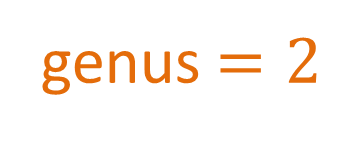 genus = 2